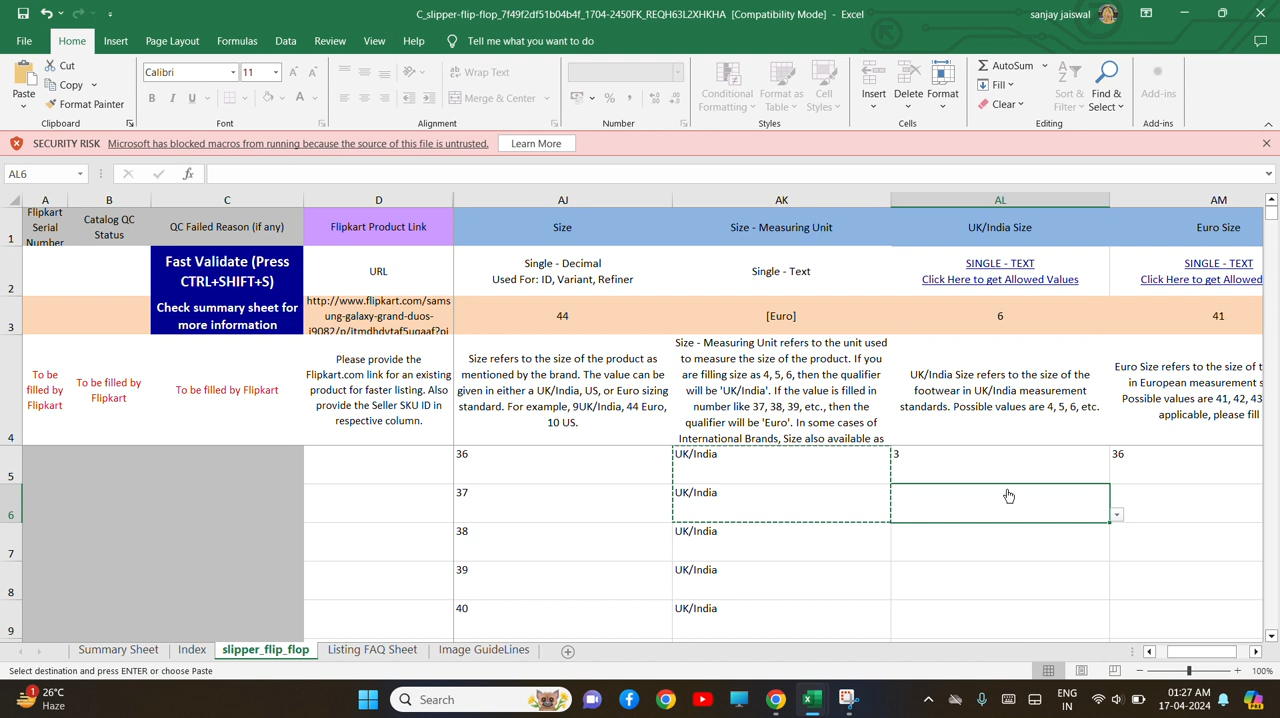 C_slipper-flip-flop_7f49f2df51b04b4f_1704-2450FK_REQH63L2XHKHA [Compatibility Mode] - Excel
sanjay jaiswal
File Home Insert Page Layout Formulas Data Review View Help Tell me what you want to do
Paste
Cut
Copy
Format Painter
Clipboard
Calibri 11
B I U
Font
Wrap Text
Merge & Center
Alignment
Number
Conditional Formatting
Format as Table
Cell Styles
Styles
Insert Delete Format
Cells
AutoSum
Fill
Clear
Sort & Filter
Find & Select
Editing
Add-ins
Add-ins
SECURITY RISK Microsoft has blocked macros from running because the source of this file is untrusted. Learn More
AL6 fx
A B C D AJ AK AL AM
1
Flipkart
Serial
Number
Catalog QC
Status
QC Failed Reason (if any)
Flipkart Product Link
Size
Size - Measuring Unit
UK/India Size
Euro Size
2
Fast Validate (Press
CTRL+SHIFT+S)
URL
Single - Decimal
Used For: ID, Variant, Refiner
Single - Text
SINGLE - TEXT
Click Here to get Allowed Values
SINGLE - TEXT
Click Here to get Allowed
3
Check summary sheet for
more information
http://www.flipkart.com/sams
ung-galaxy-grand-duos-
i9082/p/itmdhdvtaf5ugaaf?pi
44
[Euro]
6
41
4
To be
filled by
Flipkart
To be filled by
Flipkart
To be filled by Flipkart
Please provide the
Flipkart.com link for an existing
product for faster listing. Also
provide the Seller SKU ID in
respective column.
Size refers to the size of the product as
mentioned by the brand. The value can be
given in either a UK/India, US, or Euro sizing
standard. For example, 9UK/India, 44 Euro,
10 US.
Size - Measuring Unit refers to the unit used
to measure the size of the product. If you
are filling size as 4, 5, 6, then the qualifier
will be 'UK/India'. If the value is filled in
number like 37, 38, 39, etc., then the
qualifier will be 'Euro'. In some cases of
International Brands, Size also available as
UK/India Size refers to the size of the
footwear in UK/India measurement
standards. Possible values are 4, 5, 6, etc.
Euro Size refers to the size of t
in European measurement s
Possible values are 41, 42, 43
applicable, please fill
5 36 UK/India 3 36
6 37 UK/India
7 38 UK/India
8 39 UK/India
9 40 UK/India
Summary Sheet Index slipper_flip_flop Listing FAQ Sheet Image GuideLines
Select destination and press ENTER or choose Paste
100%
26°C
Haze
1
Search
ENG
IN
01:27 AM
17-04-2024